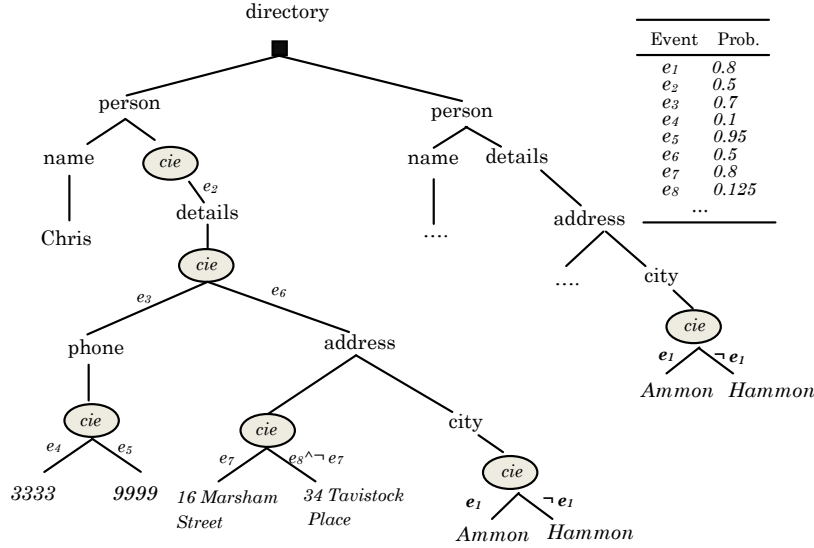 directory
Event Prob.
e1 0.8
e2 0.5
e3 0.7
e4 0.1
e5 0.95
e6 0.5
e7 0.8
e8 0.125
...
person person
name cie name details
e2
details
Chris
address
....
cie
....
city
e3 e6
cie
phone address
e1 ¬ e1
Ammon Hammon
cie cie city
e4 e5 e7 e8^¬ e7
cie
3333 9999 16 Marsham Street 34 Tavistock Place
e1 ¬ e1
Ammon Hammon